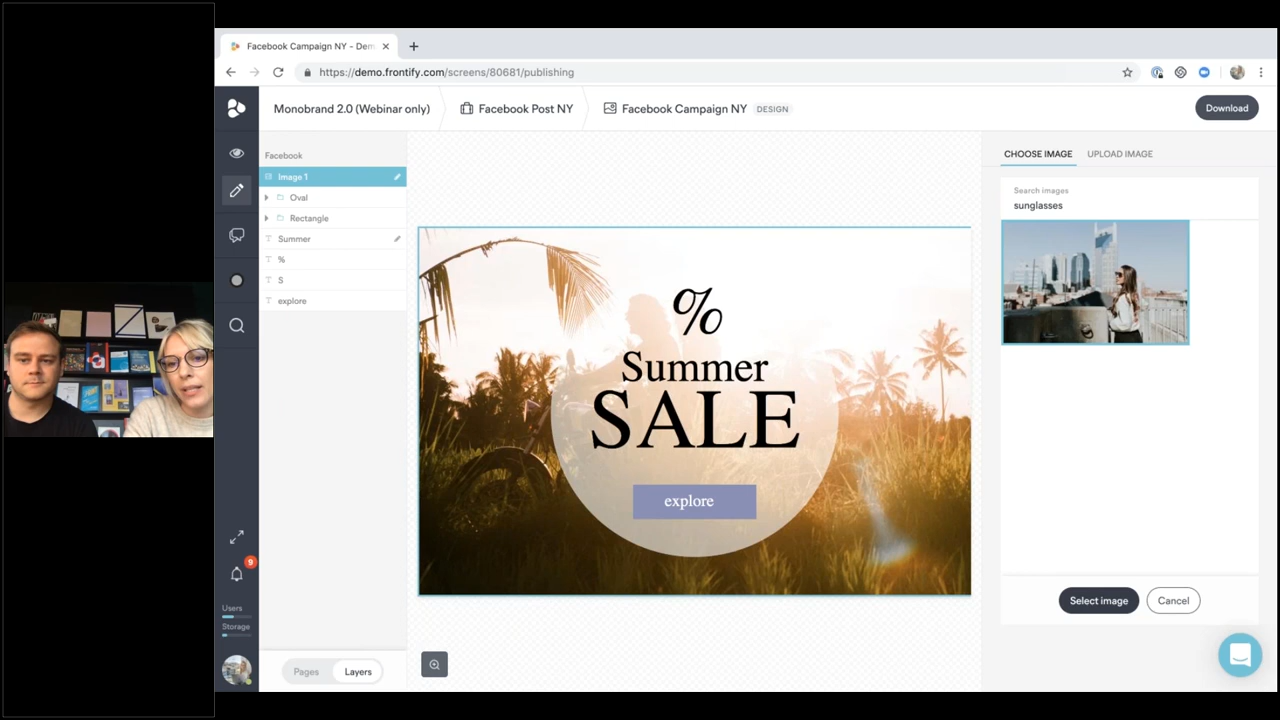 Facebook Campaign NY - Dem
https://demo.frontify.com/screens/80681/publishing
Monobrand 2.0 (Webinar only)
Facebook Post NY
Facebook Campaign NY DESIGN
Download
Facebook
Image 1
Oval
Rectangle
Summer
%
S
explore
Pages
Layers
9
Users
Storage
%
Summer
SALE
explore
CHOOSE IMAGE
UPLOAD IMAGE
Search images
sunglasses
Select image
Cancel